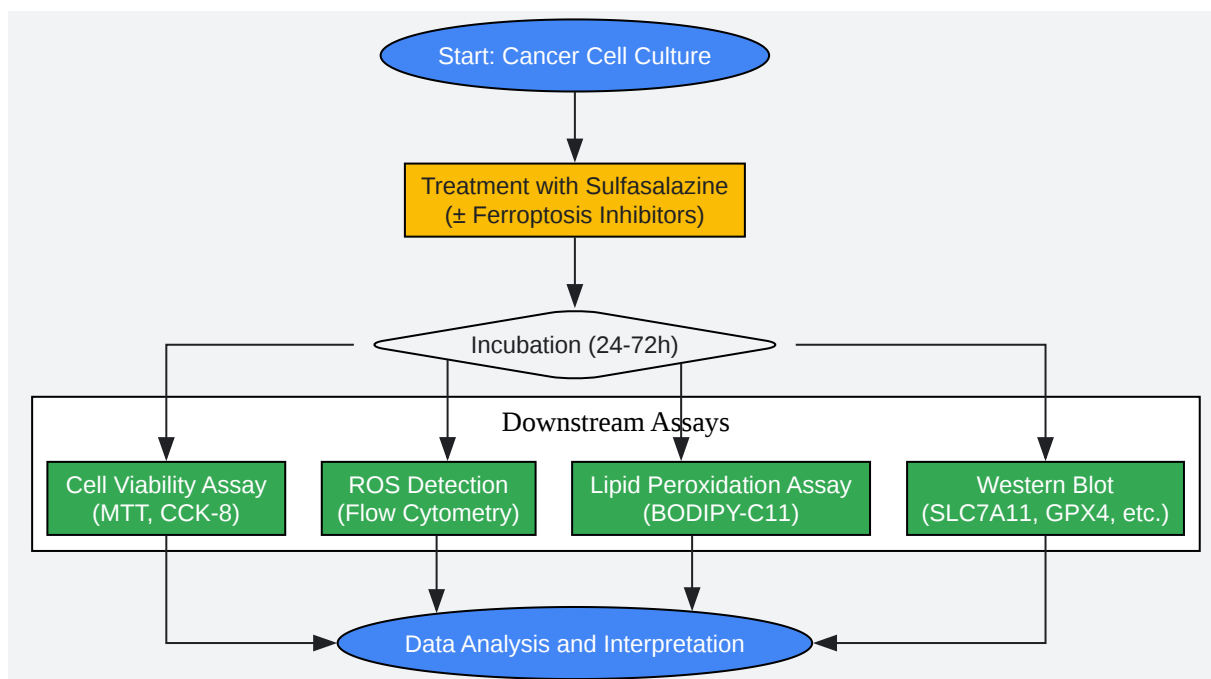 Start: Cancer Cell Culture
Treatment with Sulfasalazine
(± Ferroptosis Inhibitors)
Incubation (24-72h)
Downstream Assays
Cell Viability Assay
(MTT, CCK-8)
ROS Detection
(Flow Cytometry)
Lipid Peroxidation Assay
(BODIPY-C11)
Western Blot
(SLC7A11, GPX4, etc.)
Data Analysis and Interpretation